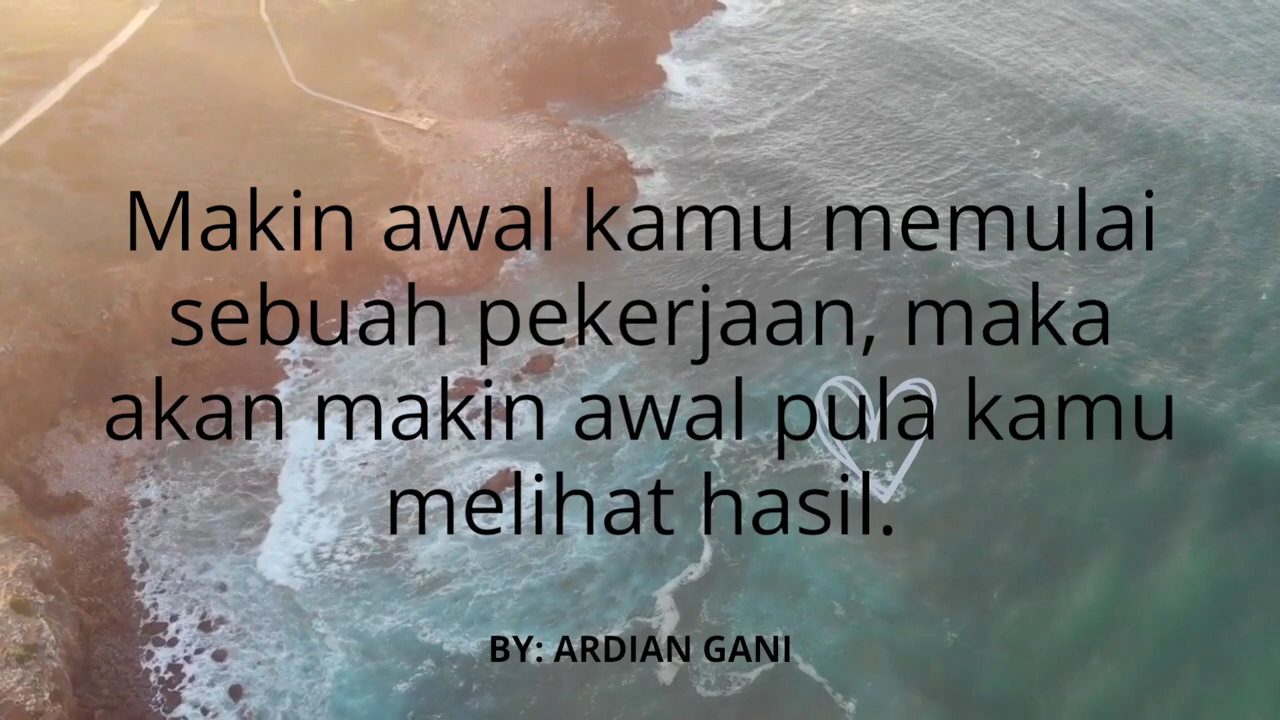 Makin awal kamu memulai
sebuah pekerjaan, maka
akan makin awal pula kamu
melihat hasil.
BY: ARDIAN GANI